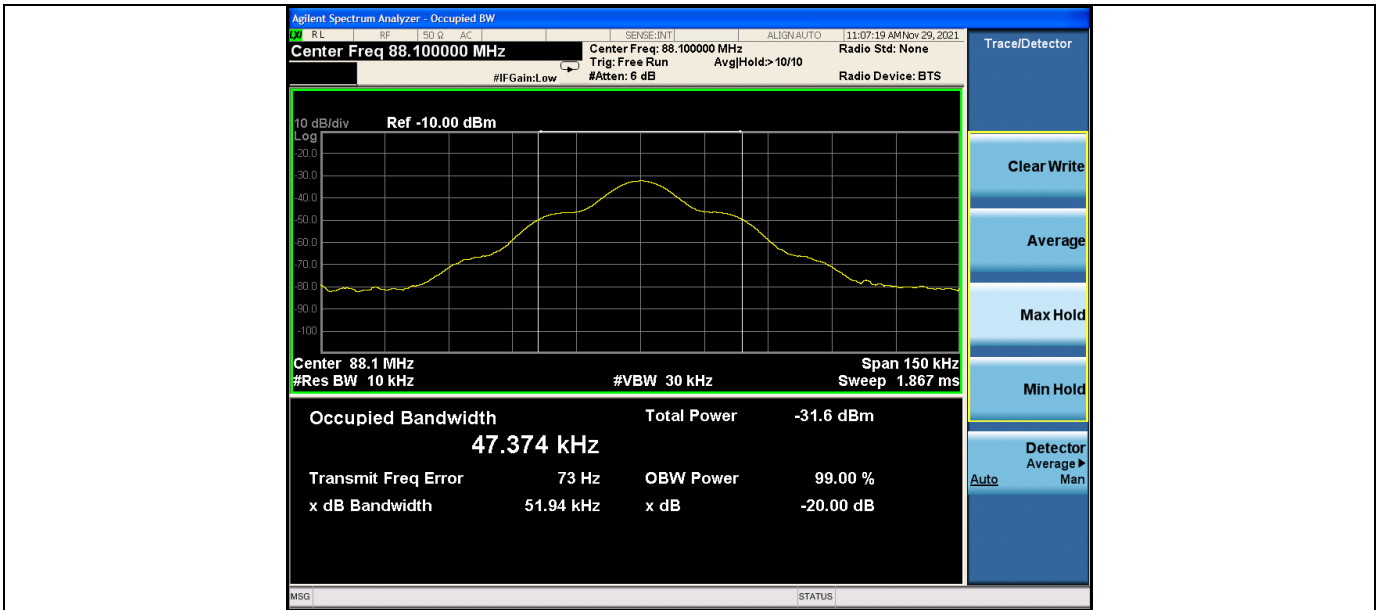 Agilent Spectrum Analyzer - Occupied BW
LXI RL RF 50 Ω AC SENSE:INT ALIGN AUTO 11:07:19 AM Nov 29, 2021
Center Freq 88.100000 MHz
Center Freq: 88.100000 MHz
Radio Std: None
Trig: Free Run Avg|Hold:>10/10
#IFGain:Low
#Atten: 6 dB
Radio Device: BTS
Trace/Detector
10 dB/div Ref -10.00 dBm
Log
-20.0
-30.0
-40.0
-50.0
-60.0
-70.0
-80.0
-90.0
-100
Center 88.1 MHz Span 150 kHz
#Res BW 10 kHz #VBW 30 kHz Sweep 1.867 ms
Clear Write
Average
Max Hold
Min Hold
Detector
Average▶
Auto Man
Occupied Bandwidth Total Power -31.6 dBm
47.374 kHz
Transmit Freq Error 73 Hz OBW Power 99.00 %
x dB Bandwidth 51.94 kHz x dB -20.00 dB
MSG STATUS